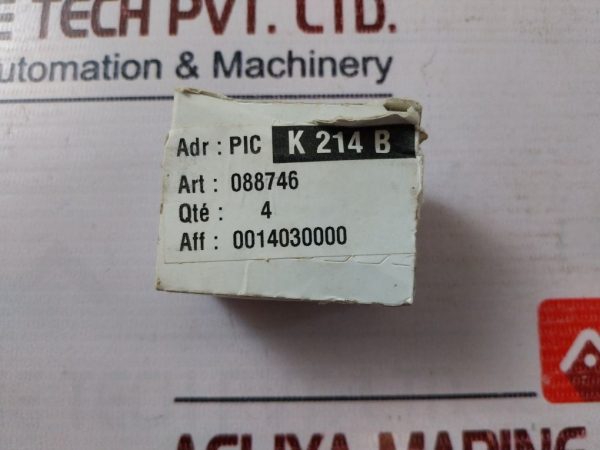 E TECH PVT. LTD.
utomation & Machinery
Adr : PIC K 214 B
Art : 088746
Qté : 4
Aff : 0014030000